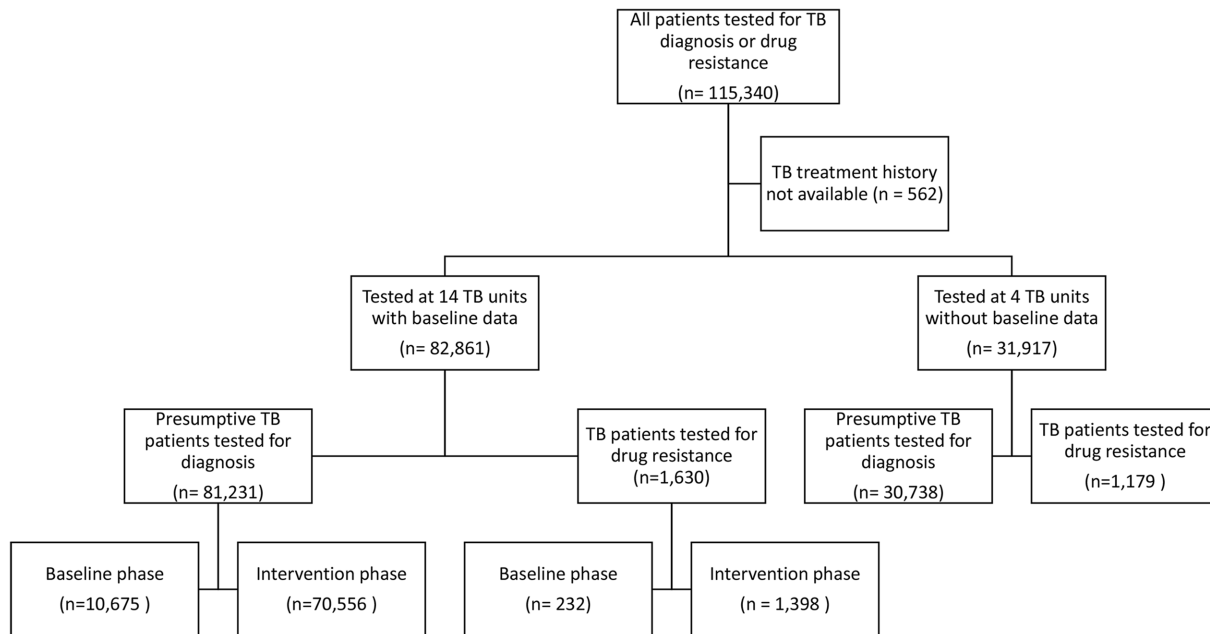 All patients tested for TB
diagnosis or drug
resistance
(n= 115,340)
TB treatment history
not available (n = 562)
Tested at 14 TB units
with baseline data
(n= 82,861)
Tested at 4 TB units
without baseline data
(n= 31,917)
Presumptive TB
patients tested for
diagnosis
(n= 81,231)
TB patients tested for
drug resistance
(n=1,630)
Presumptive TB
patients tested for
diagnosis
(n= 30,738)
TB patients tested for
drug resistance
(n=1,179 )
Baseline phase
(n=10,675 )
Intervention phase
(n=70,556 )
Baseline phase
(n= 232)
Intervention phase
(n = 1,398 )